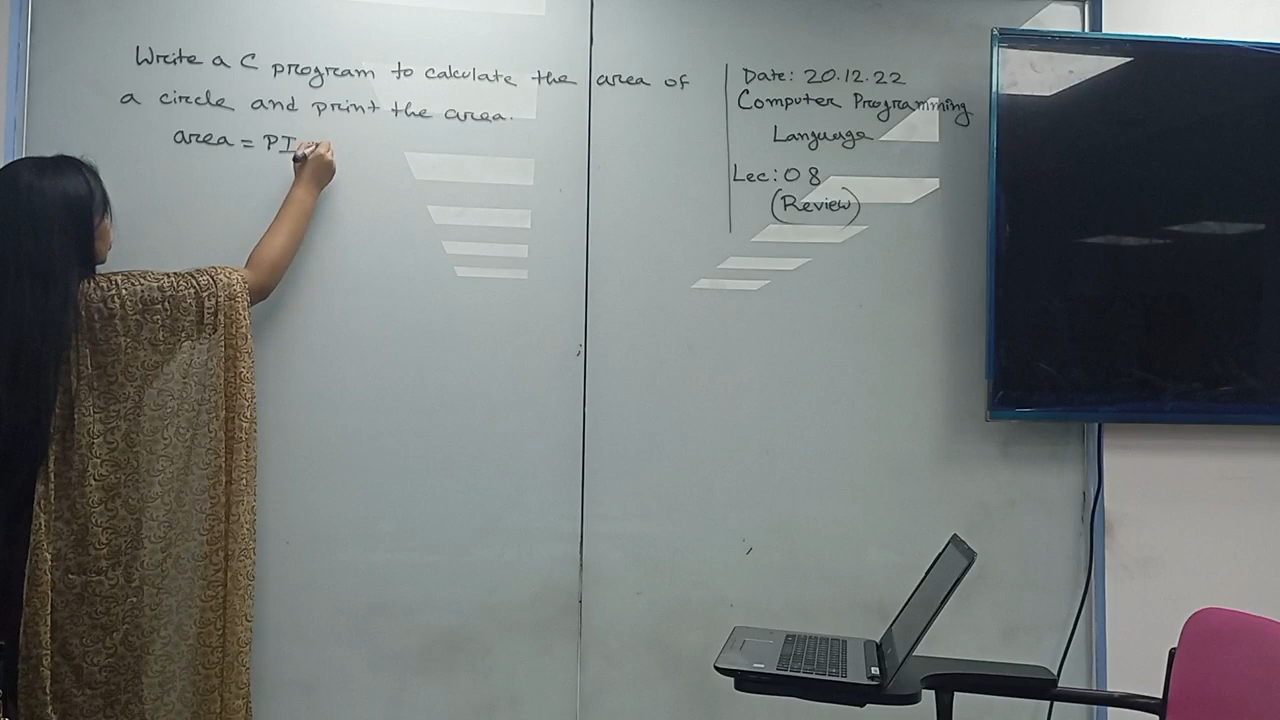 Write a C program to calculate the area of
a circle and print the area.
area = PI
Date: 20.12.22
Computer Programming
Language
Lec: 08
(Review)